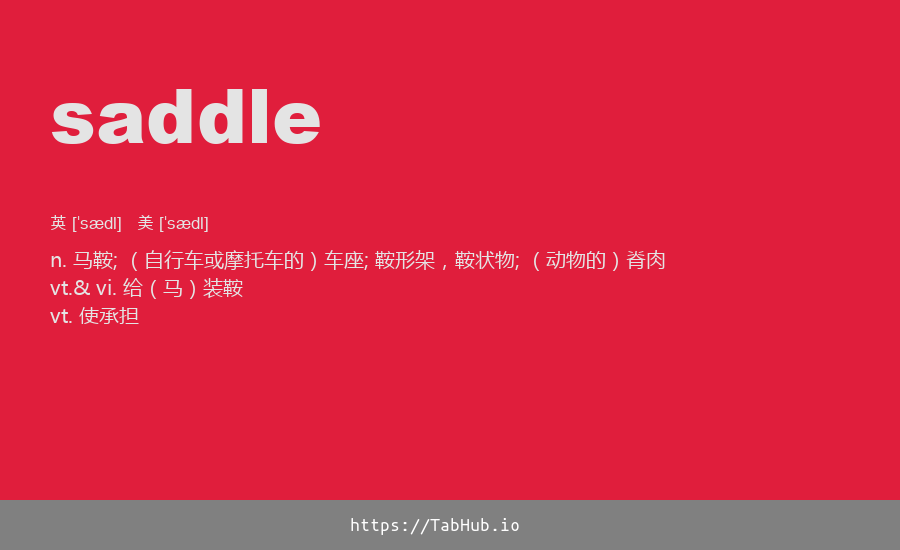 saddle
英 ['sædl] 美 ['sædl]
n. 马鞍; （自行车或摩托车的）车座; 鞍形架，鞍状物; （动物的）脊肉
vt.& vi. 给（马）装鞍
vt. 使承担
https://TabHub.io